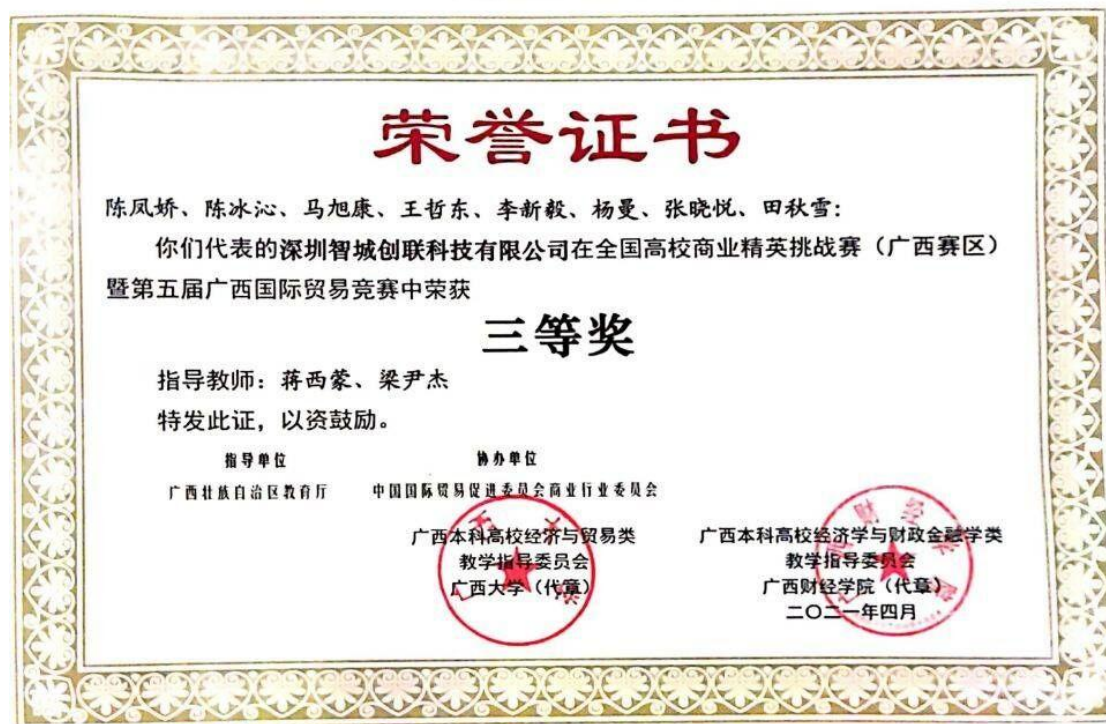 荣誉证书
陈凤娇、陈冰沁、马旭康、王哲东、李新毅、杨曼、张晓悦、田秋雪：
你们代表的深圳智城创联科技有限公司在全国高校商业精英挑战赛（广西赛区）
暨第五届广西国际贸易竞赛中荣获
三等奖
指导教师：蒋西蒙、梁尹杰
特发此证，以资鼓励。
指导单位
广西壮族自治区教育厅
协办单位
中国国际贸易促进委员会商业行业委员会
广西本科高校经济与贸易类
教学指导委员会
广西大学（代章）
广西本科高校经济学与财政金融学类
教学指导委员会
广西财经学院（代章）
二〇二一年四月
广西大学
广西财经学院